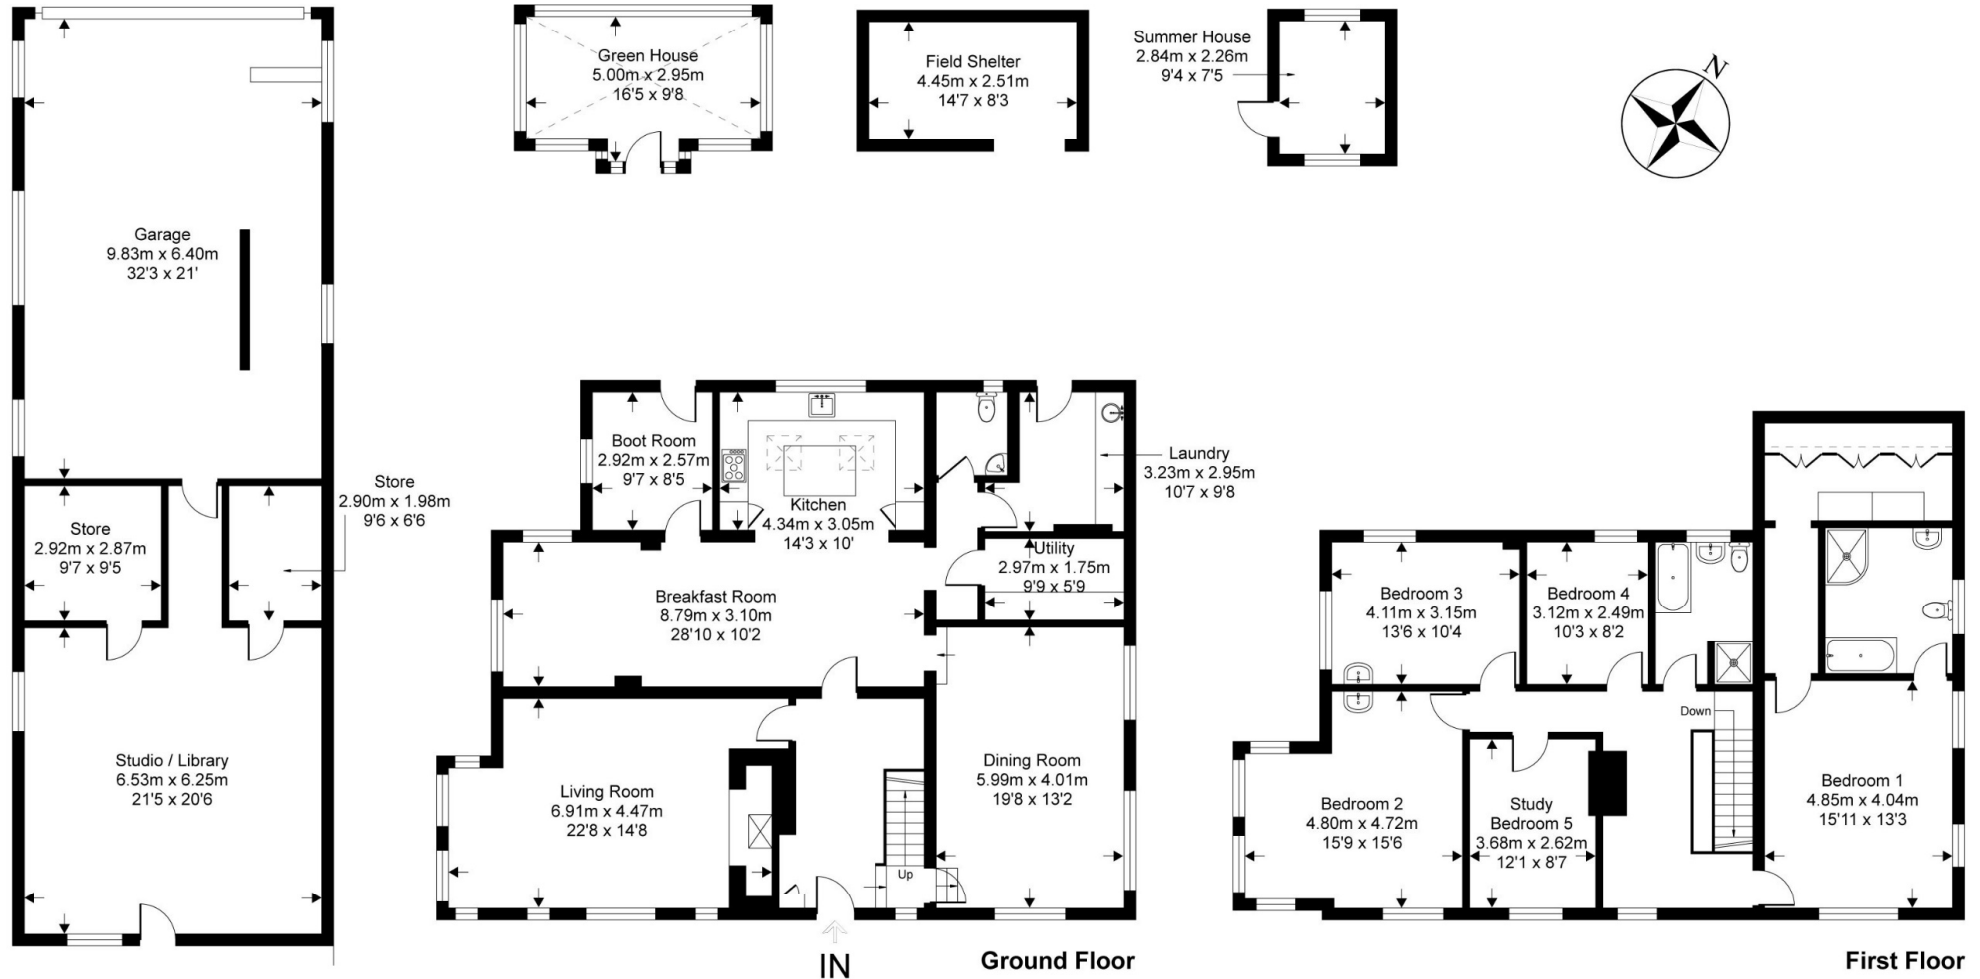 Green House
5.00m x 2.95m
16'5 x 9'8
Field Shelter
4.45m x 2.51m
14'7 x 8'3
Summer House
2.84m x 2.26m
9'4 x 7'5
N
Garage
9.83m x 6.40m
32'3 x 21'
Store
2.90m x 1.98m
9'6 x 6'6
Store
2.92m x 2.87m
9'7 x 9'5
Studio / Library
6.53m x 6.25m
21'5 x 20'6
Boot Room
2.92m x 2.57m
9'7 x 8'5
Kitchen
4.34m x 3.05m
14'3 x 10'
Laundry
3.23m x 2.95m
10'7 x 9'8
Utility
2.97m x 1.75m
9'9 x 5'9
Breakfast Room
8.79m x 3.10m
28'10 x 10'2
Living Room
6.91m x 4.47m
22'8 x 14'8
Dining Room
5.99m x 4.01m
19'8 x 13'2
Up
IN
Ground Floor
Bedroom 3
4.11m x 3.15m
13'6 x 10'4
Bedroom 4
3.12m x 2.49m
10'3 x 8'2
Down
Bedroom 2
4.80m x 4.72m
15'9 x 15'6
Study
Bedroom 5
3.68m x 2.62m
12'1 x 8'7
Bedroom 1
4.85m x 4.04m
15'11 x 13'3
First Floor